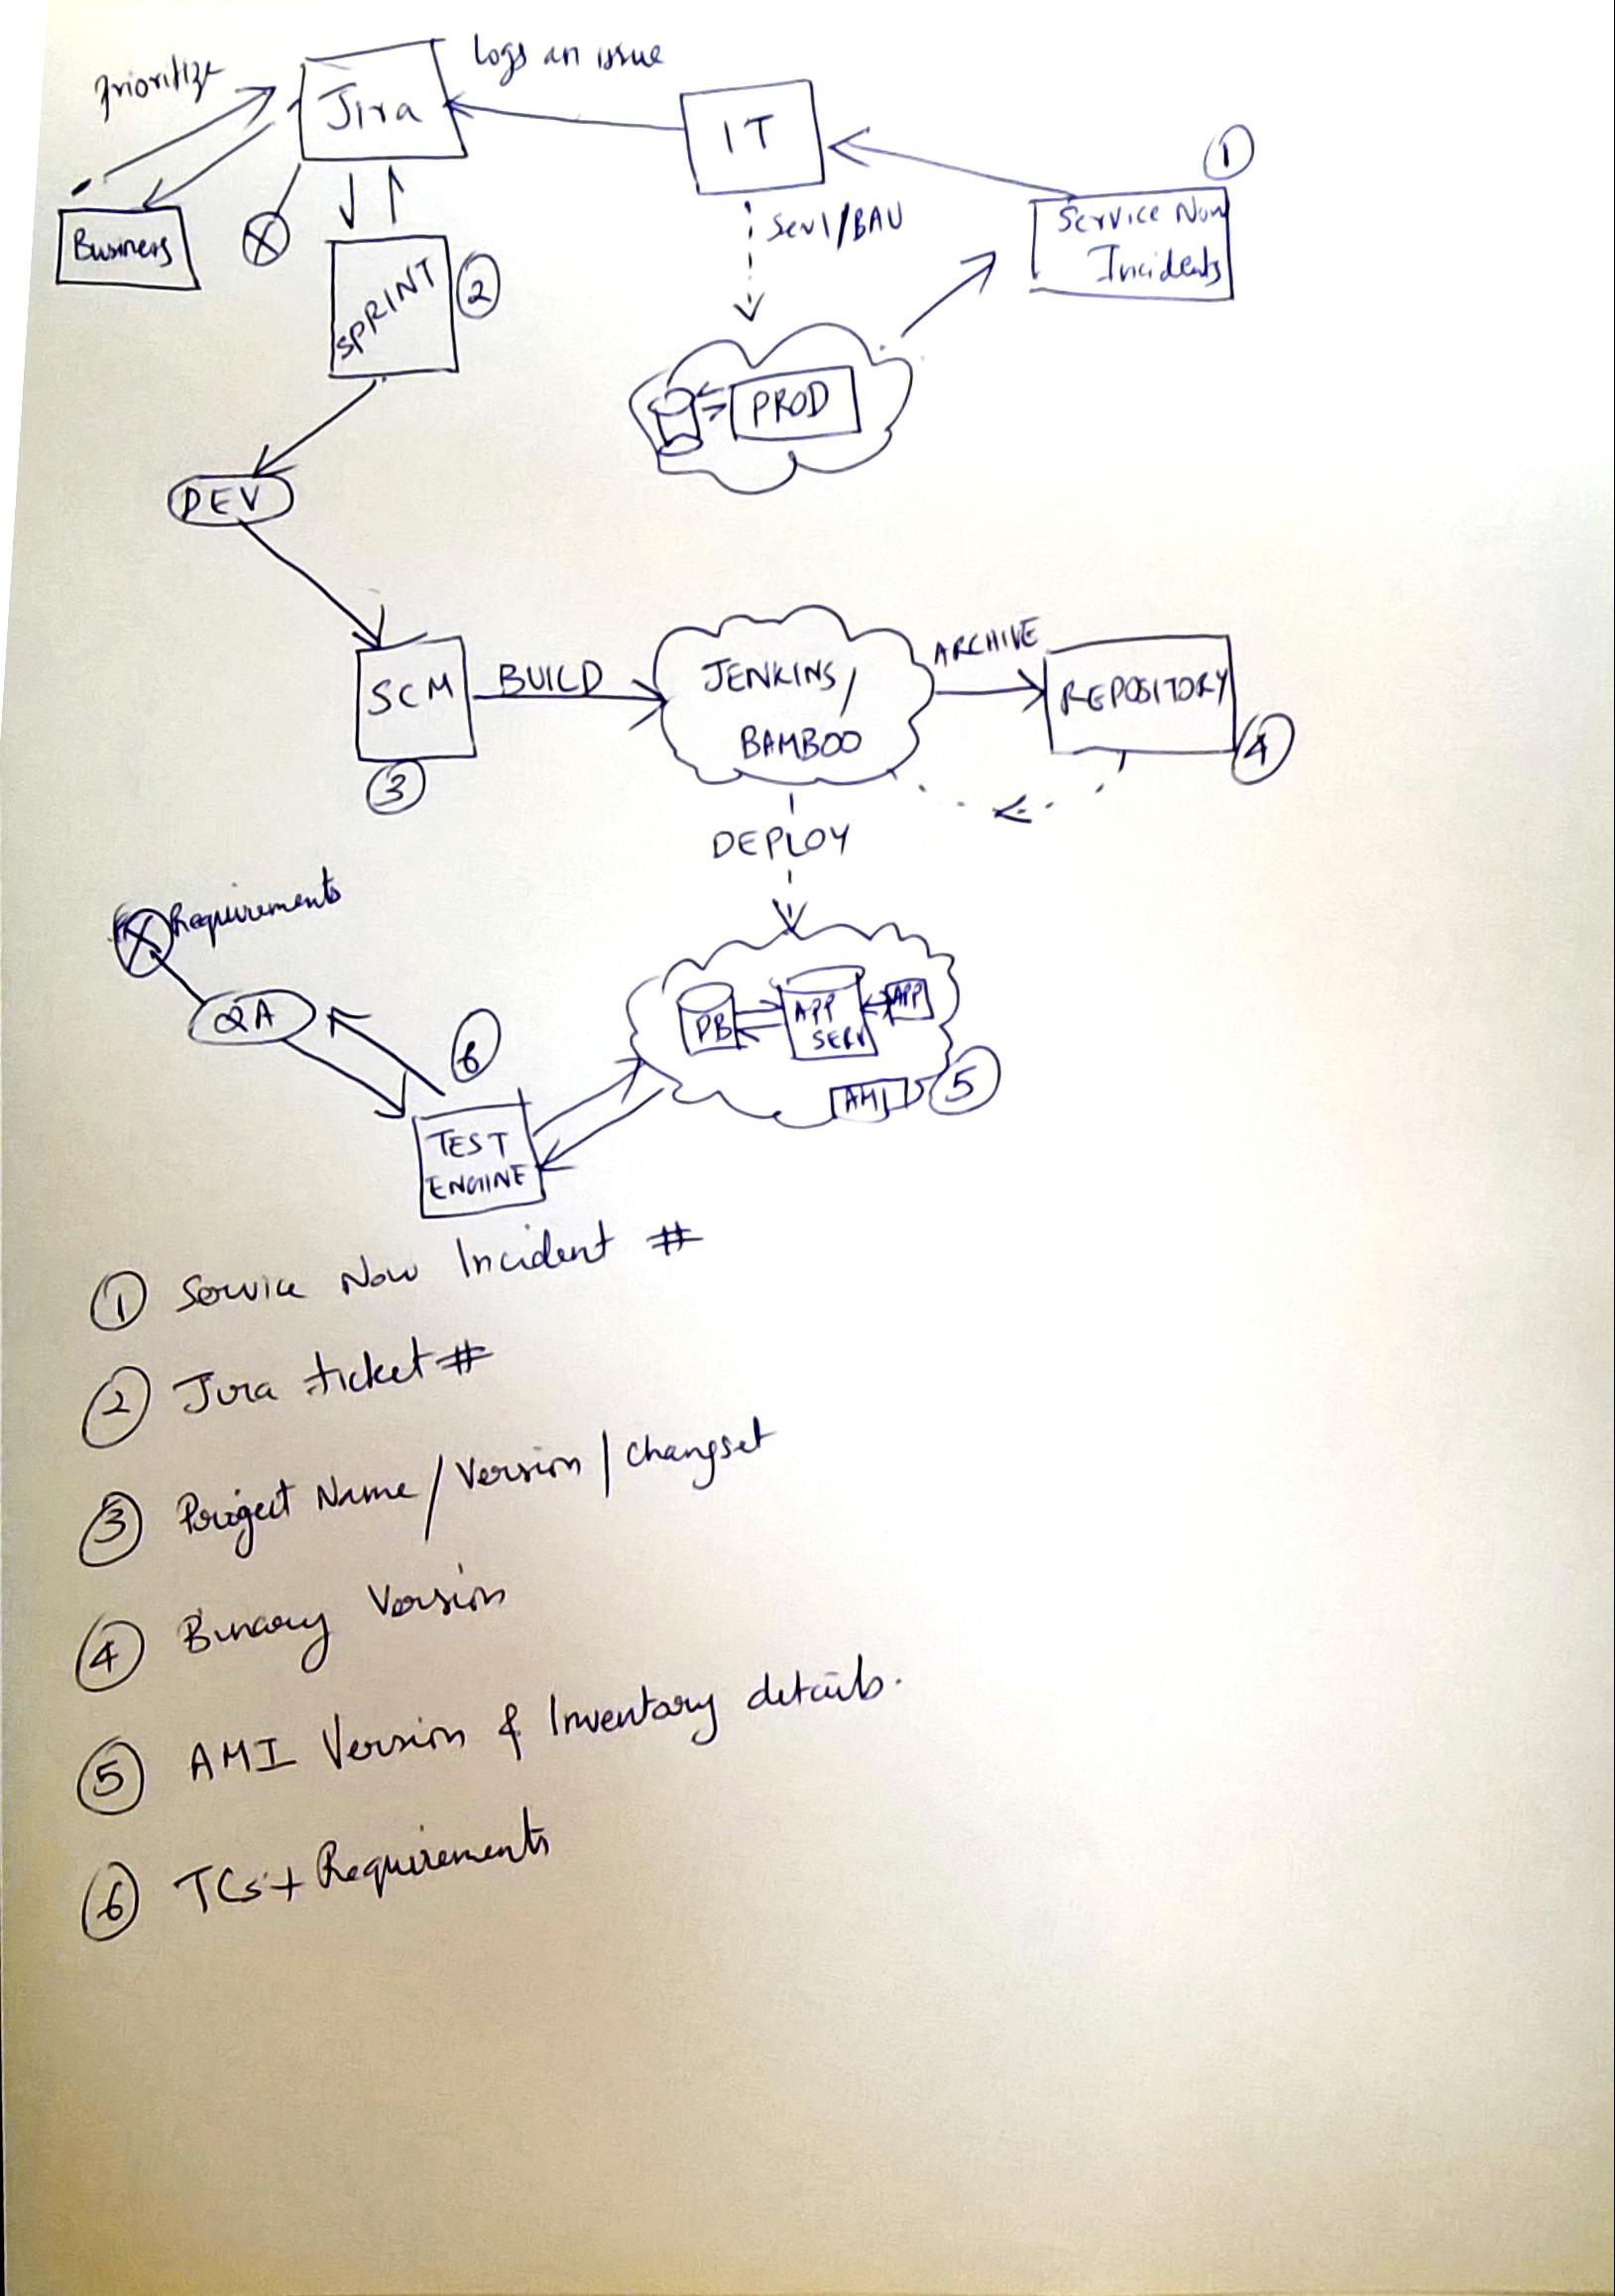 Prioritize
Jira
Logs an issue
IT
1
Service Now
Incidents
Business
X
SPRINT
2
Sev1/BAU
PROD
DEV
SCM
3
BUILD
JENKINS/
BAMBOO
ARCHIVE
REPOSITORY
4
DEPLOY
X Requirements
QA
6
TEST
ENGINE
DB
APP
SERV
APP
AMI
5
1 Service Now Incident #
2 Jira ticket #
3 Project Name / Version / Changset
4 Binary Version
5 AMI Version & Inventory details.
6 TCs + Requirements